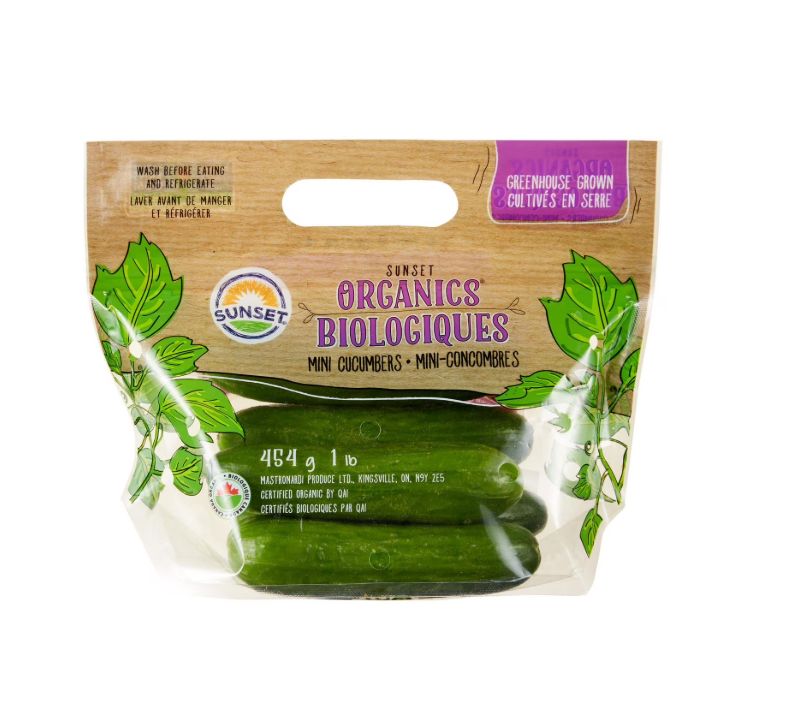 WASH BEFORE EATING
AND REFRIGERATE
LAVER AVANT DE MANGER
ET RÉFRIGÉRER
GREENHOUSE GROWN
CULTIVÉS EN SERRE
SUNSET
ORGANICS®
BIOLOGIQUES
SUNSET
MINI CUCUMBERS • MINI-CONCOMBRES
454 g 1 lb
MASTRONARDI PRODUCE LTD., KINGSVILLE, ON, N9Y 2E5
CERTIFIED ORGANIC BY QAI
CERTIFIÉS BIOLOGIQUES PAR QAI
BIOLOGIQUE CANADA